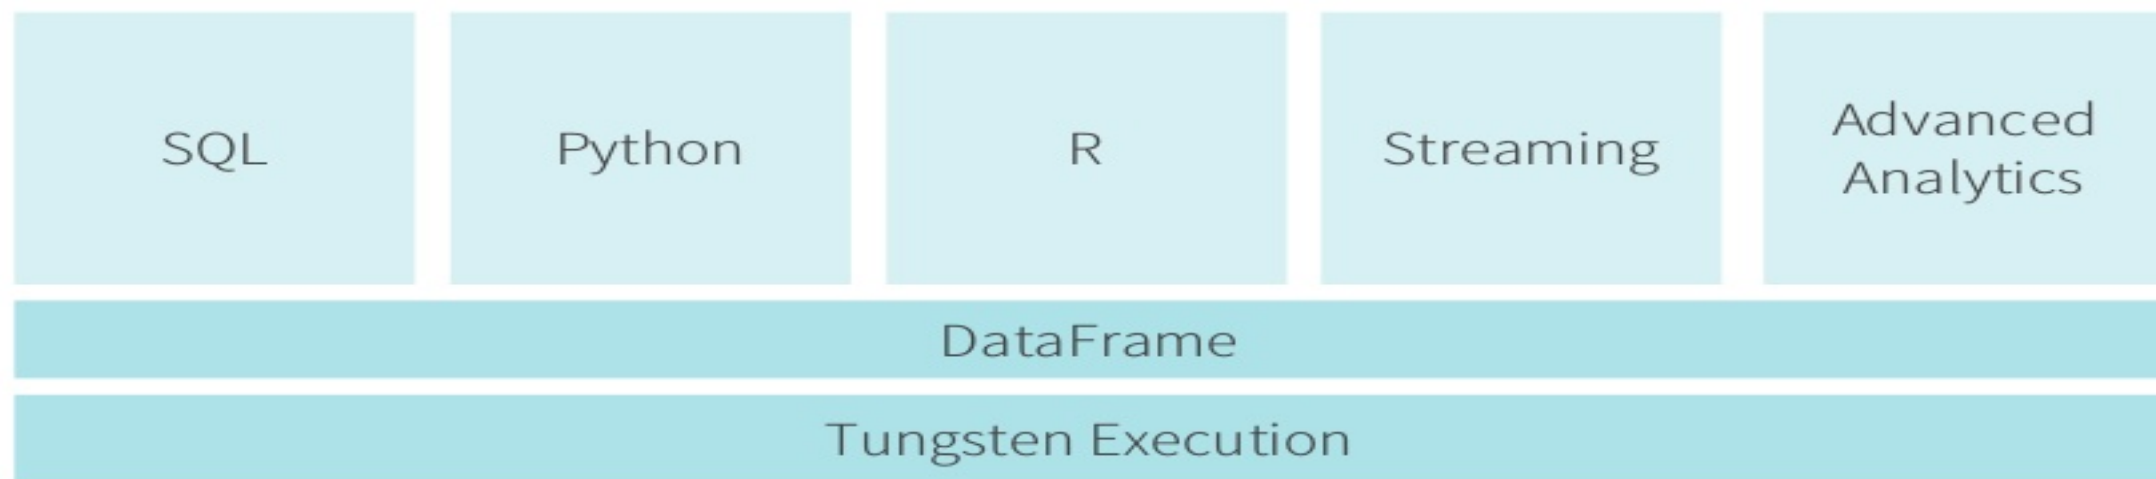 SQL
Python
R
Streaming
Advanced
Analytics
DataFrame
Tungsten Execution